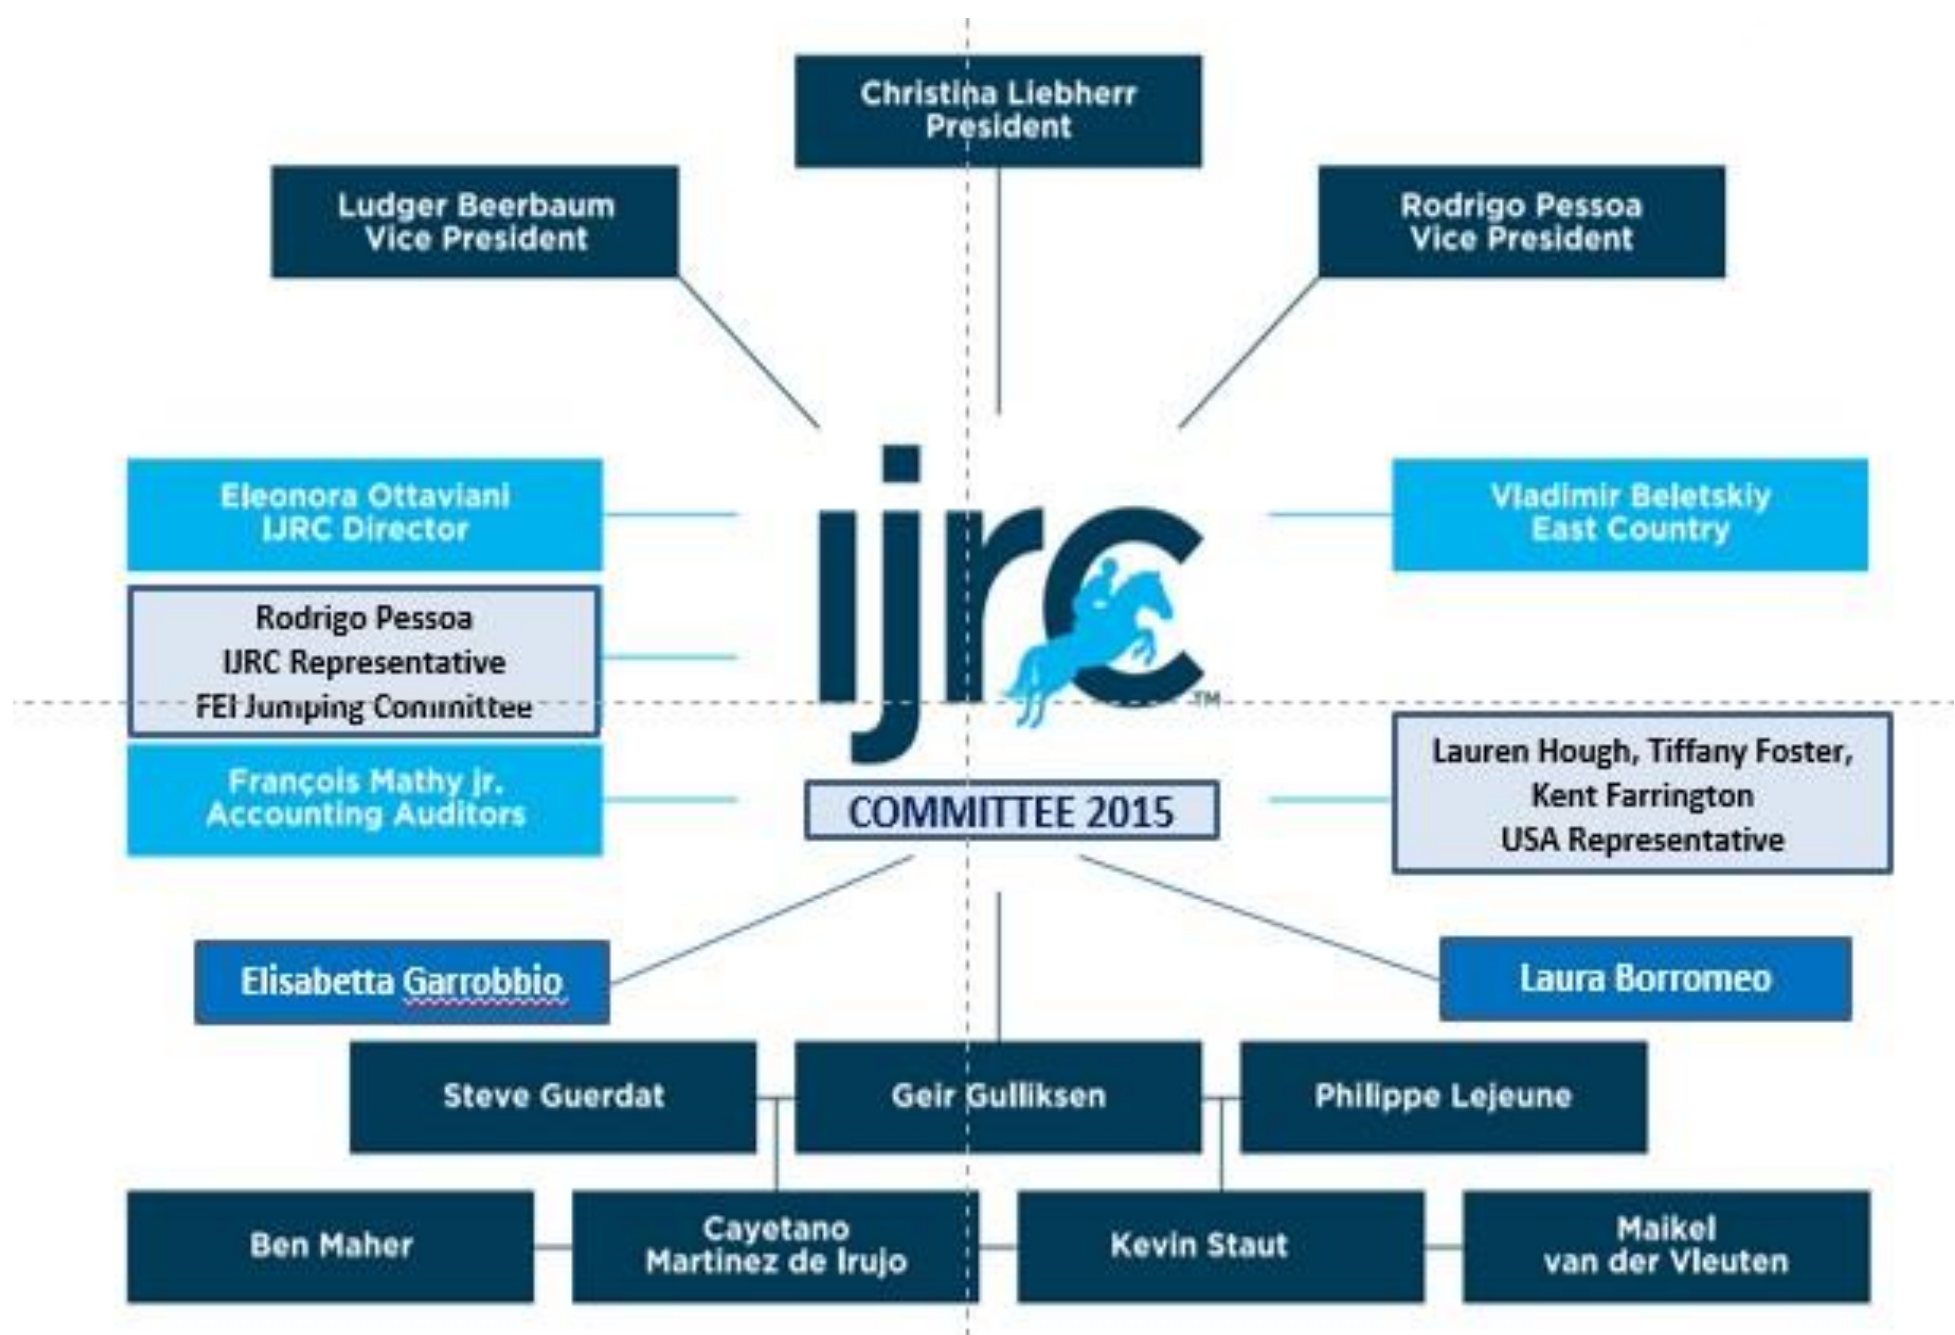 Christina Liebherr
President
Ludger Beerbaum
Vice President
Rodrigo Pessoa
Vice President
Eleonora Ottaviani
IJRC Director
Vladimir Beletskiy
East Country
Rodrigo Pessoa
IJRC Representative
FEI Jumping Committee
ijrc
TM
François Mathy jr.
Accounting Auditors
COMMITTEE 2015
Lauren Hough, Tiffany Foster,
Kent Farrington
USA Representative
Elisabetta Garrobbio
Laura Borromeo
Steve Guerdat
Geir Gulliksen
Philippe Lejeune
Ben Maher
Cayetano
Martinez de Irujo
Kevin Staut
Maikel
van der Vleuten